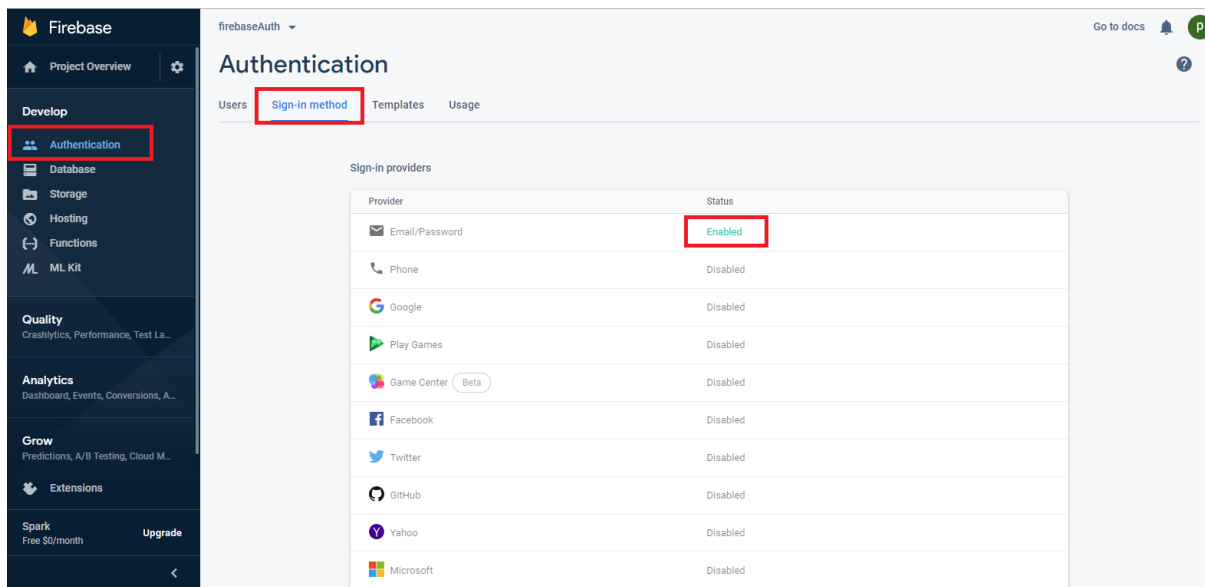 Firebase
Project Overview
Develop
Authentication
Database
Storage
Hosting
Functions
ML Kit
Quality
Crashlytics, Performance, Test La...
Analytics
Dashboard, Events, Conversions, A...
Grow
Predictions, A/B Testing, Cloud M...
Extensions
Spark
Free $0/month
Upgrade
firebaseAuth
Go to docs
p
Authentication
Users Sign-in method Templates Usage
Sign-in providers
Provider Status
Email/Password Enabled
Phone Disabled
Google Disabled
Play Games Disabled
Game Center Beta Disabled
Facebook Disabled
Twitter Disabled
GitHub Disabled
Yahoo Disabled
Microsoft Disabled